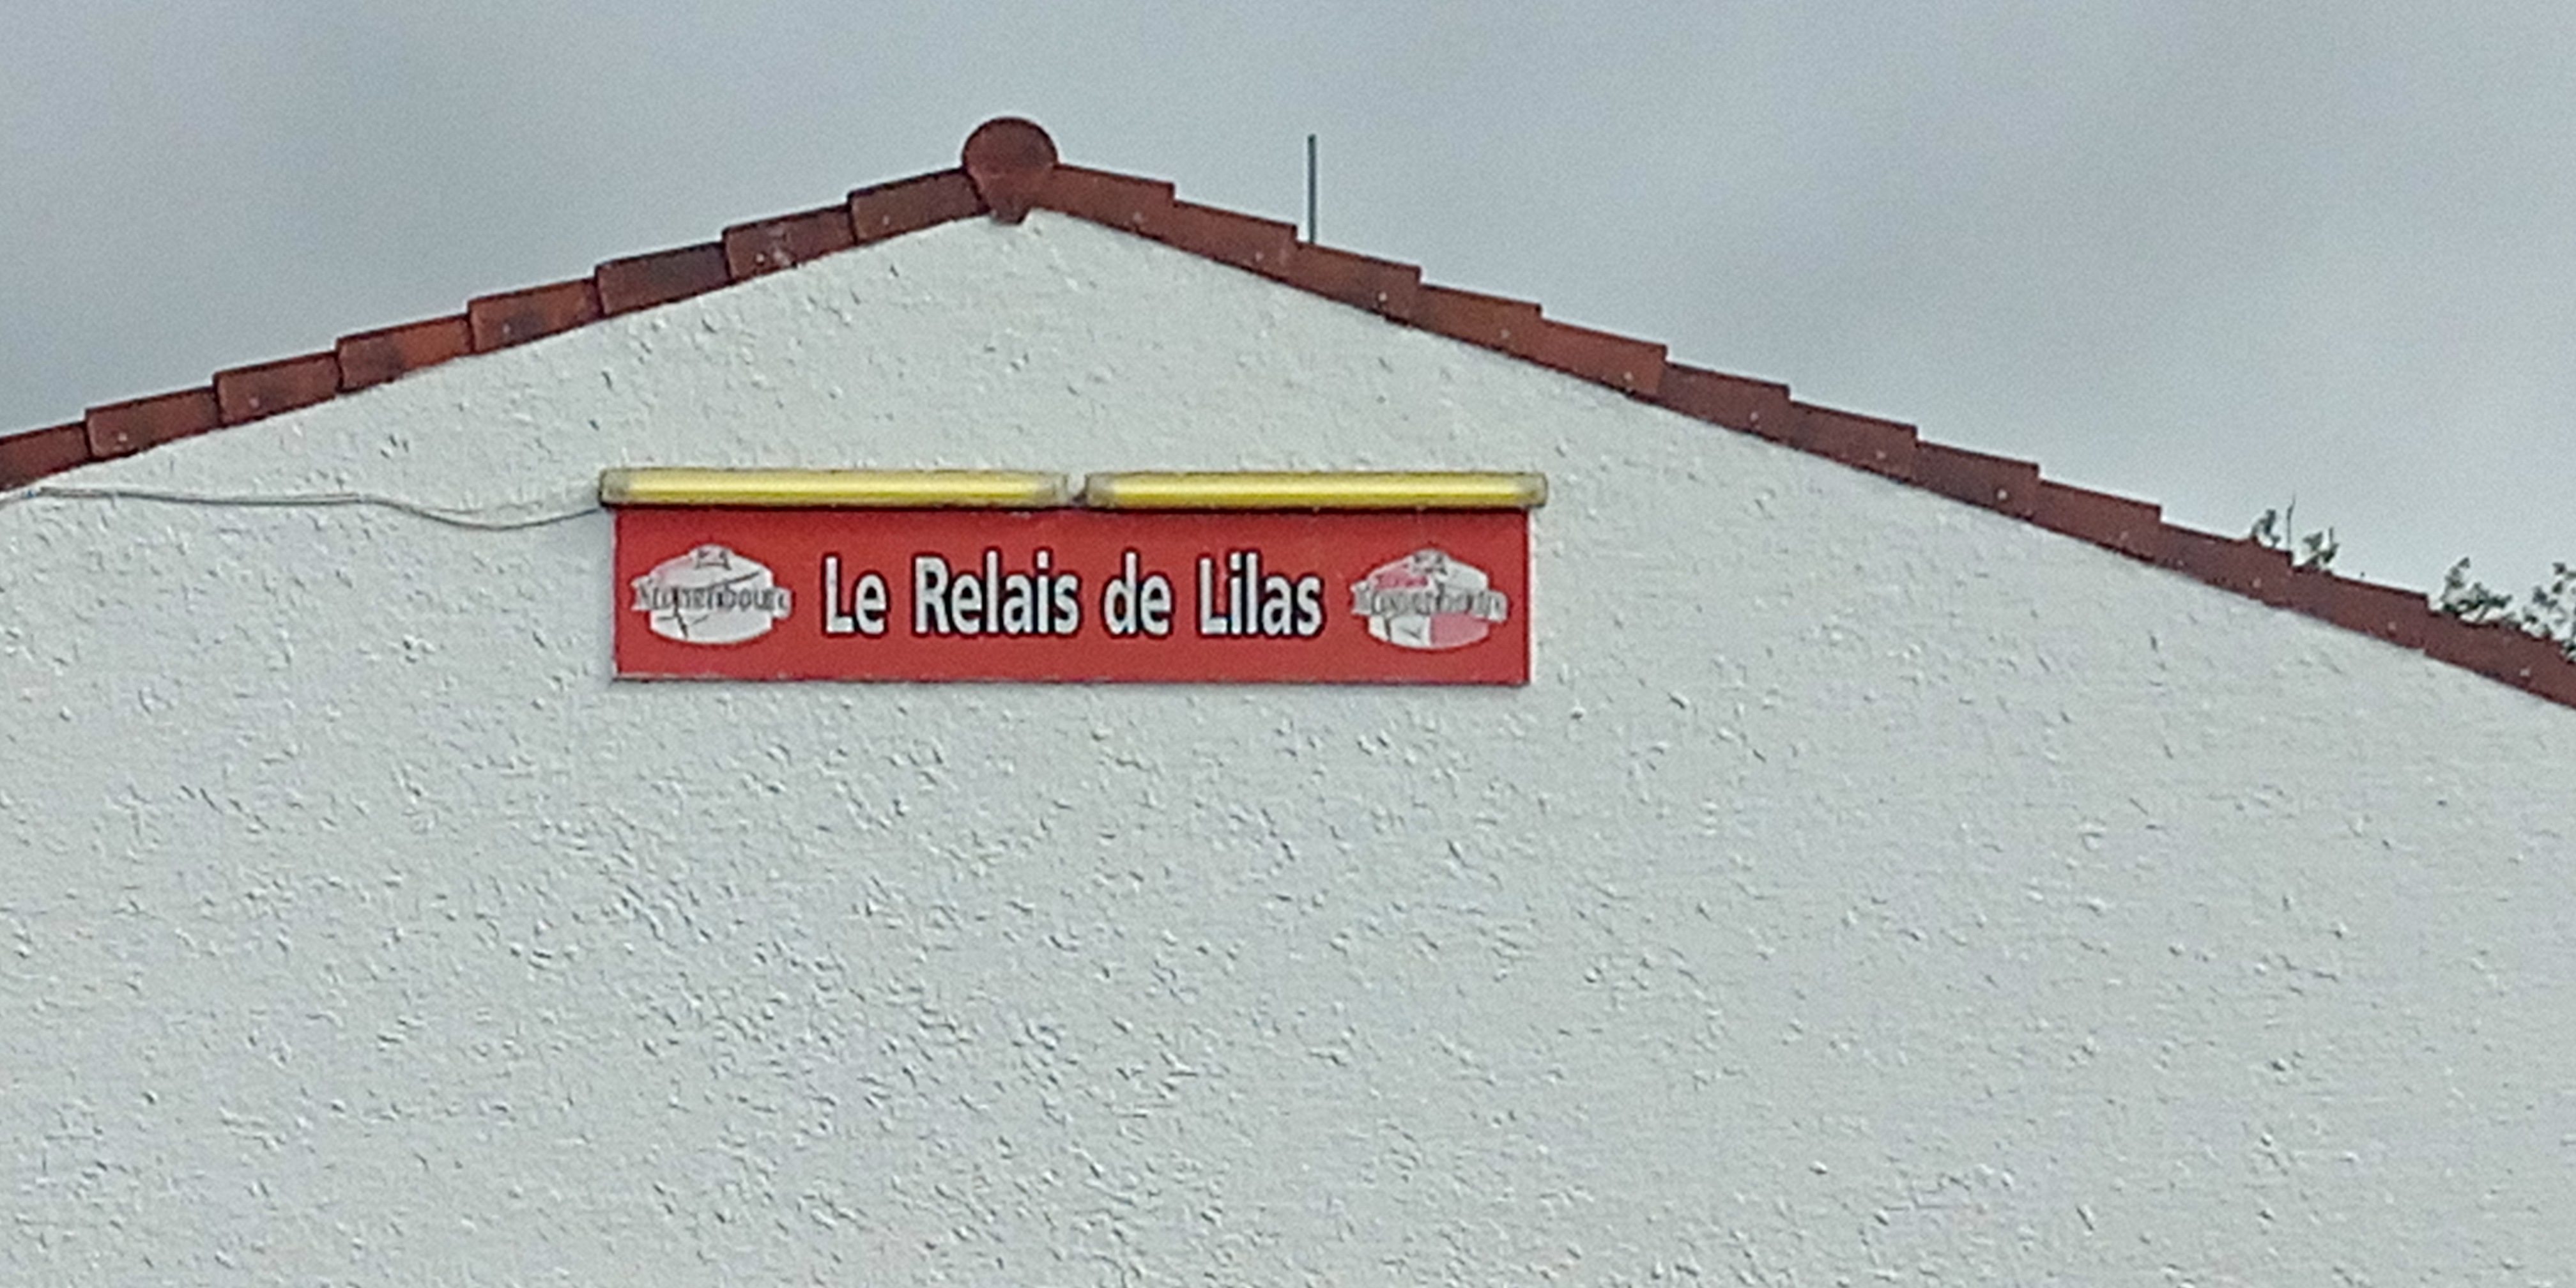 Le Relais de Lilas